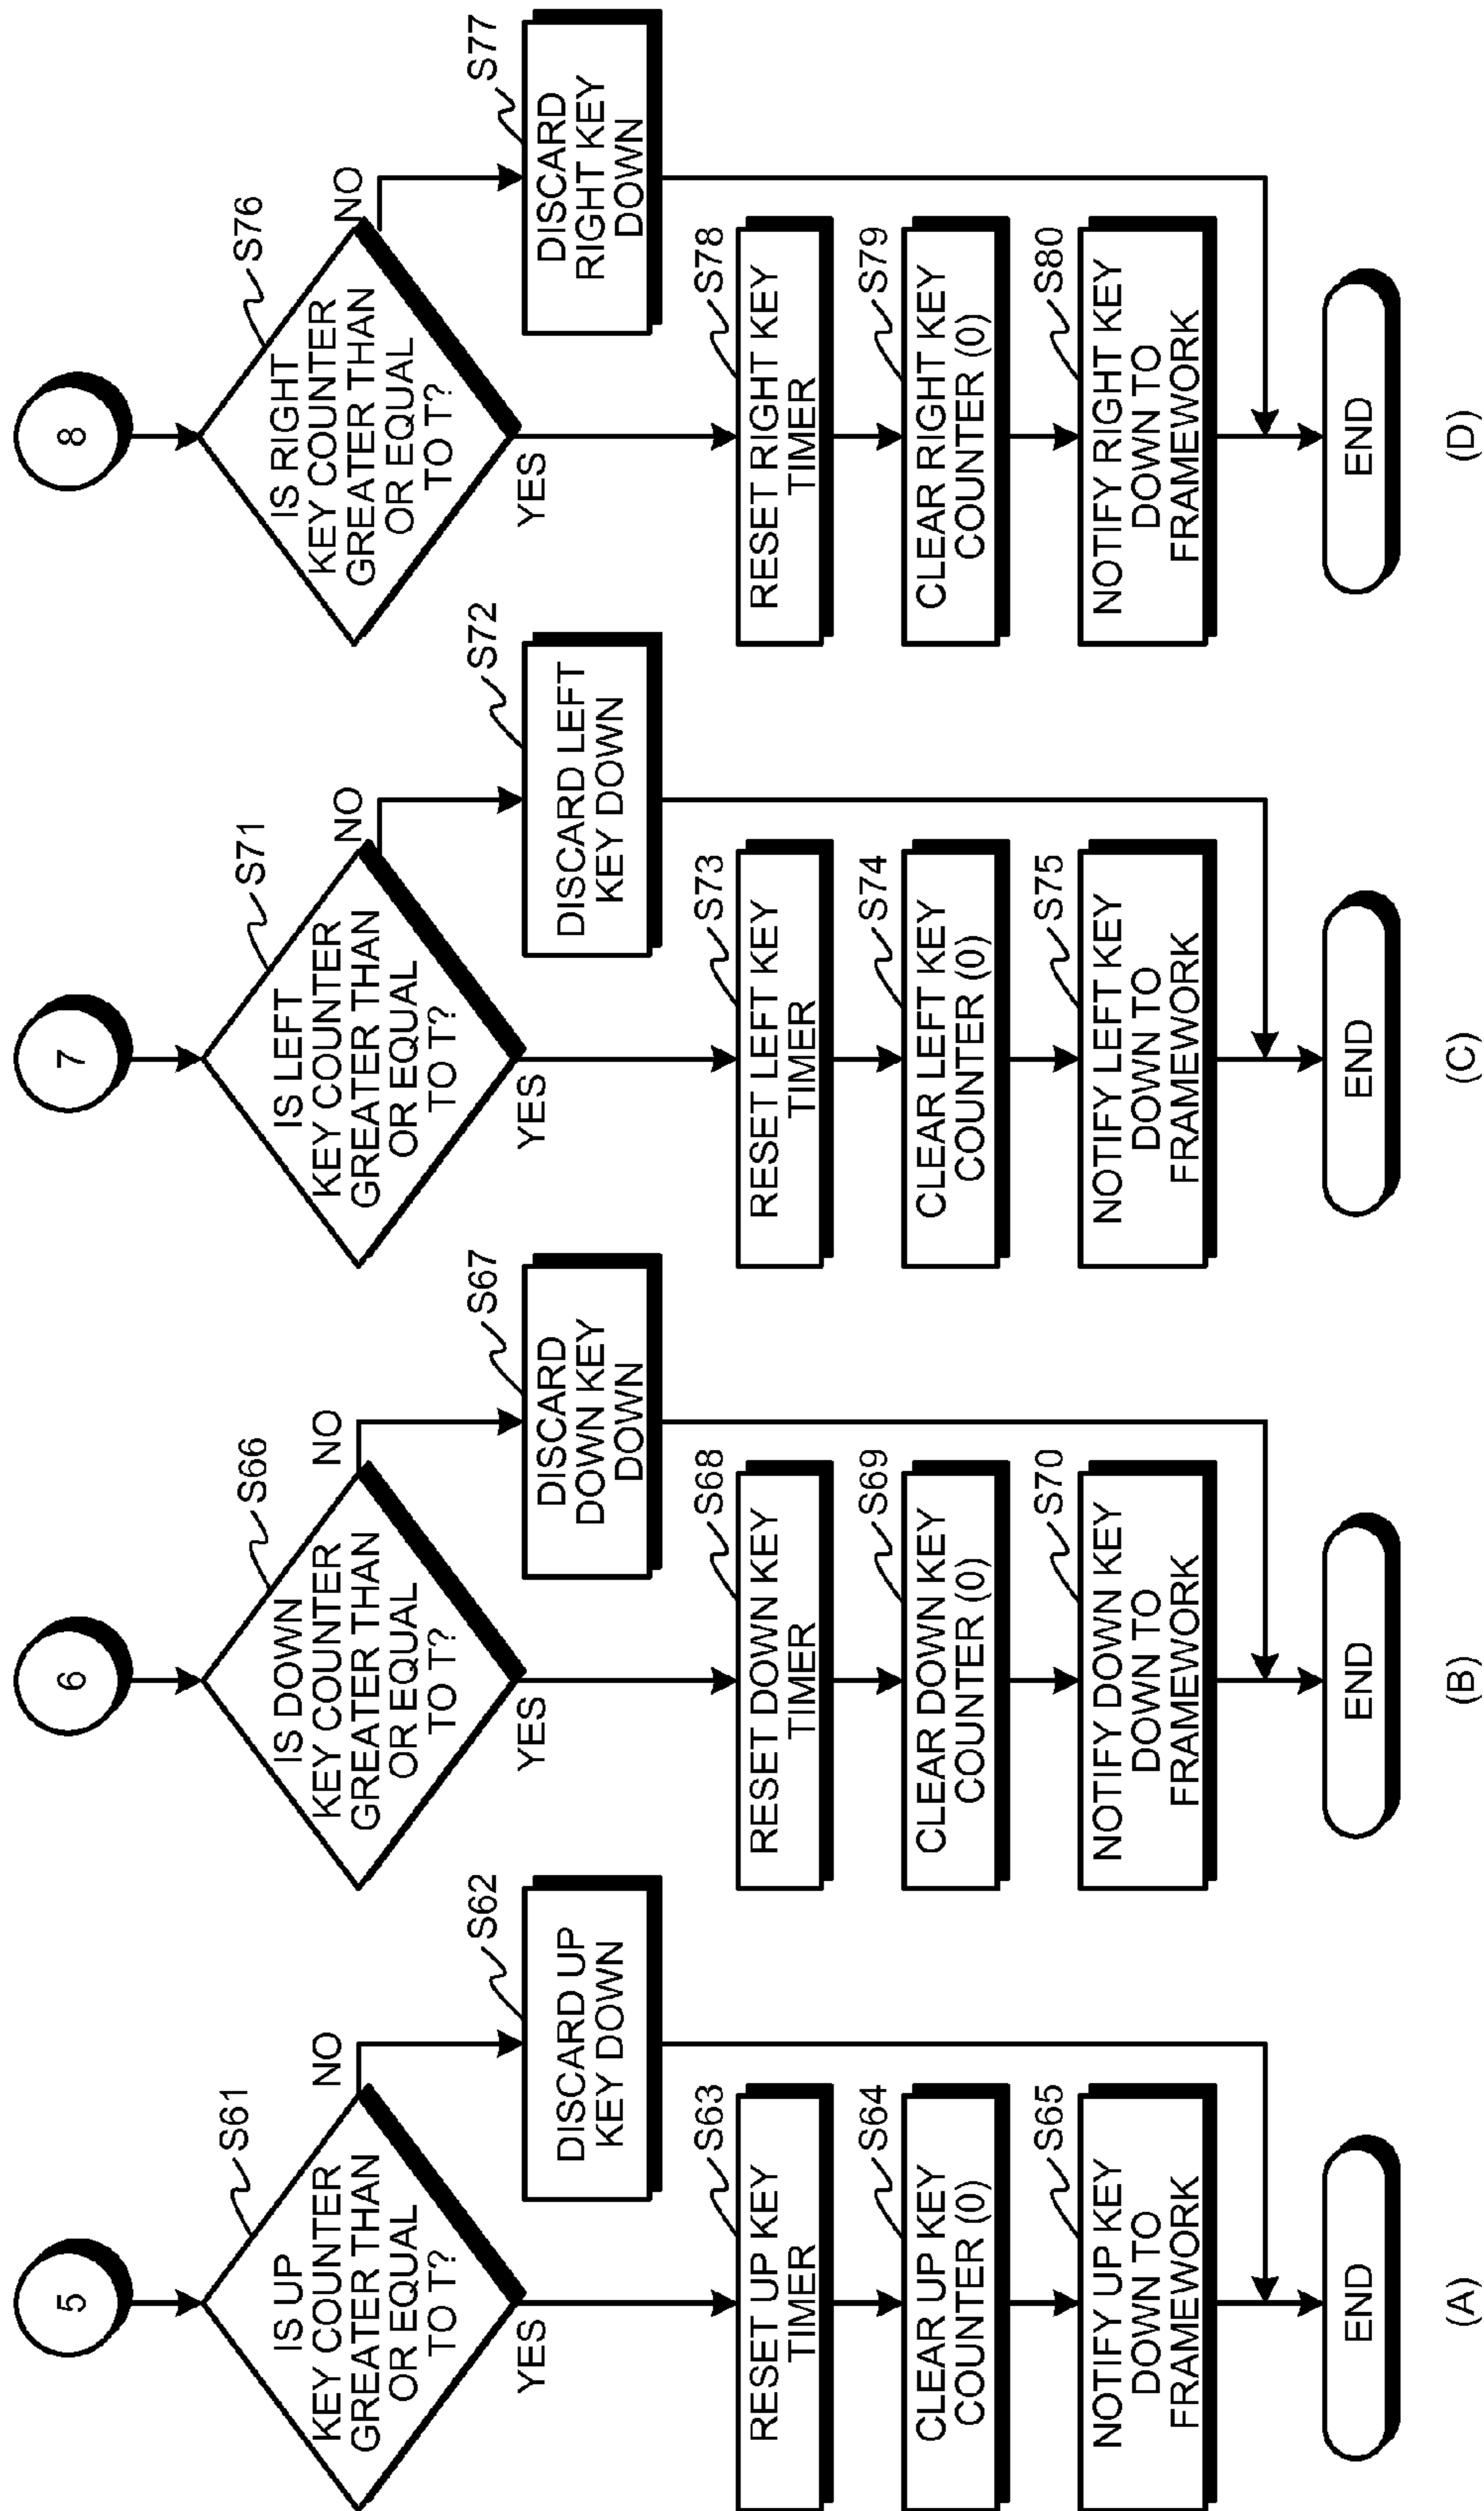 5
IS UP
KEY COUNTER
GREATER THAN
OR EQUAL
TO T?
S61
NO
YES
DISCARD UP
KEY DOWN
S62
RESET UP KEY
TIMER
S63
CLEAR UP KEY
COUNTER (0)
S64
NOTIFY UP KEY
DOWN TO
FRAMEWORK
S65
END
(A)
6
IS DOWN
KEY COUNTER
GREATER THAN
OR EQUAL
TO T?
S66
NO
YES
DISCARD
DOWN KEY
DOWN
S67
RESET DOWN KEY
TIMER
S68
CLEAR DOWN KEY
COUNTER (0)
S69
NOTIFY DOWN KEY
DOWN TO
FRAMEWORK
S70
END
(B)
7
IS LEFT
KEY COUNTER
GREATER THAN
OR EQUAL
TO T?
S71
NO
YES
DISCARD LEFT
KEY DOWN
S72
RESET LEFT KEY
TIMER
S73
CLEAR LEFT KEY
COUNTER (0)
S74
NOTIFY LEFT KEY
DOWN TO
FRAMEWORK
S75
END
(C)
8
IS RIGHT
KEY COUNTER
GREATER THAN
OR EQUAL
TO T?
S76
NO
YES
DISCARD
RIGHT KEY
DOWN
S77
RESET RIGHT KEY
TIMER
S78
CLEAR RIGHT KEY
COUNTER (0)
S79
NOTIFY RIGHT KEY
DOWN TO
FRAMEWORK
S80
END
(D)